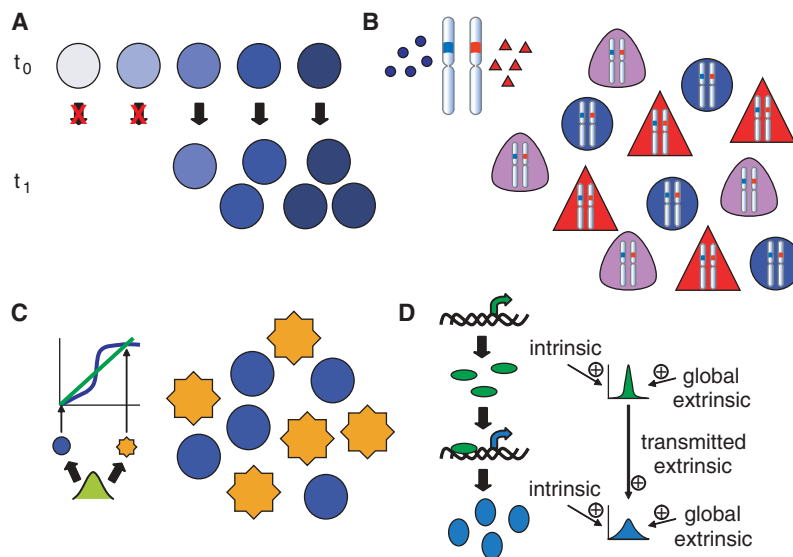 A
t0
t1
B
C
D
intrinsic
global
extrinsic
transmitted
extrinsic
intrinsic
global
extrinsic